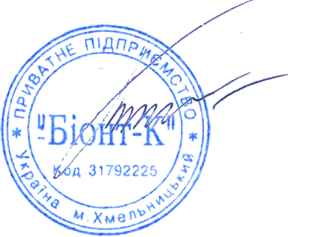 * ПРИВАТНЕ ПІДПРИЄМСТВО *
"Біонт-К"
Код 31792225
Україна м.Хмельницький